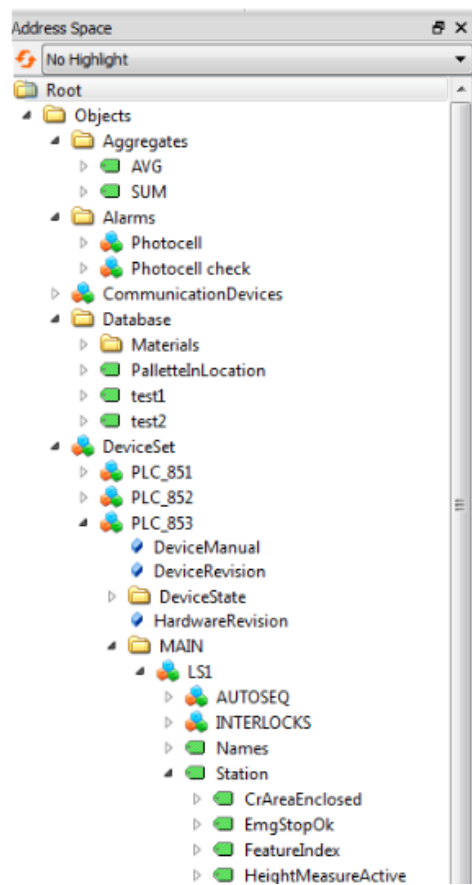 Address Space
No Highlight
Root
Objects
Aggregates
AVG
SUM
Alarms
Photocell
Photocell check
CommunicationDevices
Database
Materials
PalletteInLocation
test1
test2
DeviceSet
PLC_851
PLC_852
PLC_853
DeviceManual
DeviceRevision
DeviceState
HardwareRevision
MAIN
LS1
AUTOSEQ
INTERLOCKS
Names
Station
CrAreaEnclosed
EmgStopOk
FeatureIndex
HeightMeasureActive